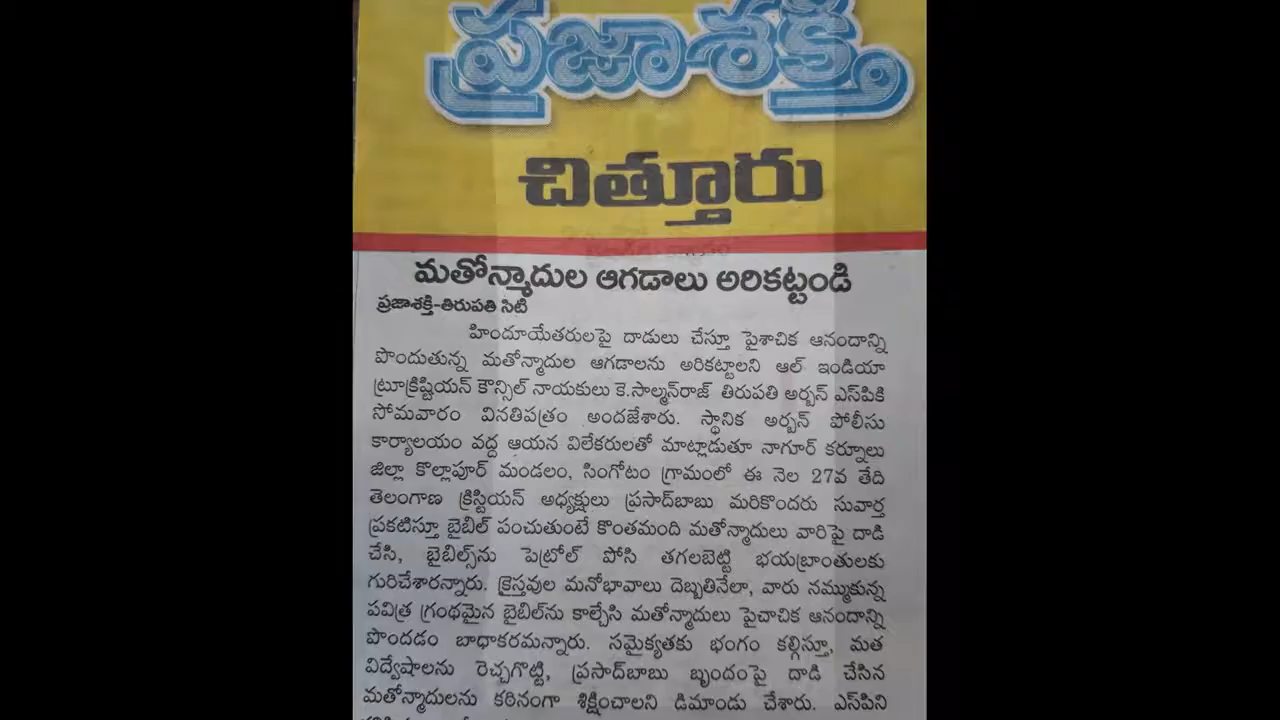 ప్రజాశక్తి
చిత్తూరు
మతోన్మాదుల ఆగడాలు అరికట్టండి
ప్రజాశక్తి-తిరుపతి సిటి
హిందూయేతరులపై దాడులు చేస్తూ పైశాచిక ఆనందాన్ని
పొందుతున్న మతోన్మాదుల ఆగడాలను అరికట్టాలని ఆల్ ఇండియా
ట్రూక్రిష్టియన్ కౌన్సిల్ నాయకులు కె.సాల్మన్‌రాజ్ తిరుపతి అర్బన్ ఎస్‌పికి
సోమవారం వినతిపత్రం అందజేశారు. స్థానిక అర్బన్ పోలీసు
కార్యాలయం వద్ద ఆయన విలేకరులతో మాట్లాడుతూ నాగూర్ కర్నూలు
జిల్లా కొల్లాపూర్ మండలం, సింగోటం గ్రామంలో ఈ నెల 27వ తేది
తెలంగాణ క్రిస్టియన్ అధ్యక్షులు ప్రసాద్‌బాబు మరికొందరు సువార్త
ప్రకటిస్తూ బైబిల్ పంచుతుంటే కొంతమంది మతోన్మాదులు వారిపై దాడి
చేసి, బైబిల్స్‌ను పెట్రోల్ పోసి తగలబెట్టి భయబ్రాంతులకు
గురిచేశారన్నారు. క్రైస్తవుల మనోభావాలు దెబ్బతినేలా, వారు నమ్ముకున్న
పవిత్ర గ్రంథమైన బైబిల్‌ను కాల్చేసి మతోన్మాదులు పైచాచిక ఆనందాన్ని
పొందడం బాధాకరమన్నారు. సమైక్యతకు భంగం కల్గిస్తూ, మత
విద్వేషాలను రెచ్చగొట్టి, ప్రసాద్‌బాబు బృందంపై దాడి చేసిన
మతోన్మాదులను కఠినంగా శిక్షించాలని డిమాండు చేశారు. ఎస్‌పిని